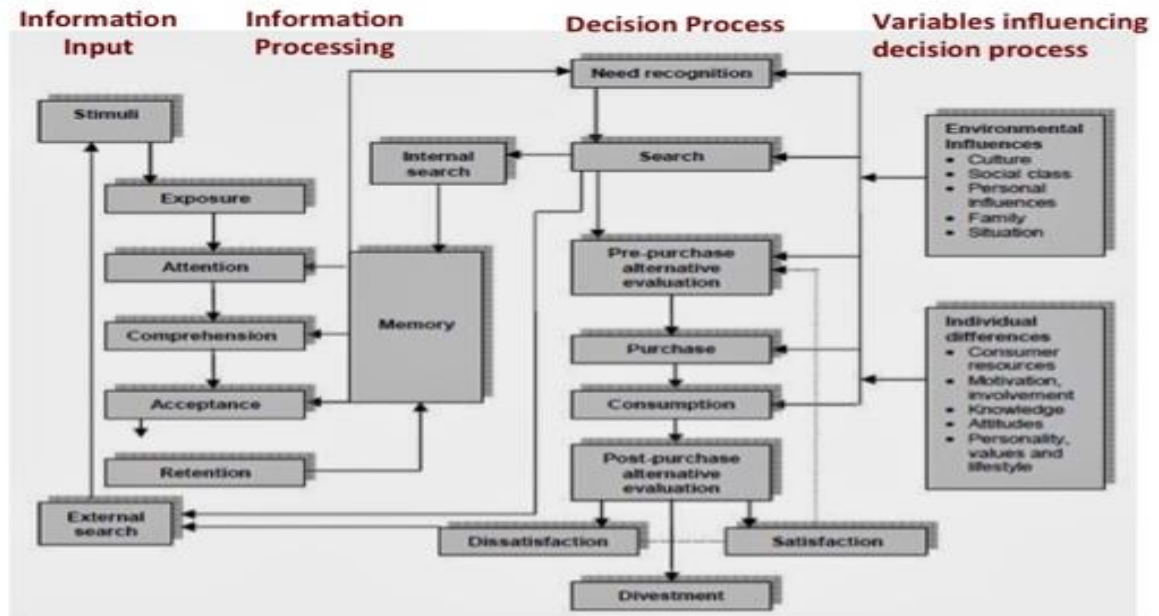 Information
Input
Information
Processing
Decision Process
Variables influencing
decision process
Stimuli
Exposure
Attention
Comprehension
Acceptance
Retention
External
search
Internal
search
Memory
Need recognition
Search
Pre-purchase
alternative
evaluation
Purchase
Consumption
Post-purchase
alternative
evaluation
Dissatisfaction
Satisfaction
Divestment
Environmental
Influences
• Culture
• Social class
• Personal
influences
• Family
• Situation
Individual
differences
• Consumer
resources
• Motivation,
involvement
• Knowledge
• Attitudes
• Personality,
values and
lifestyle